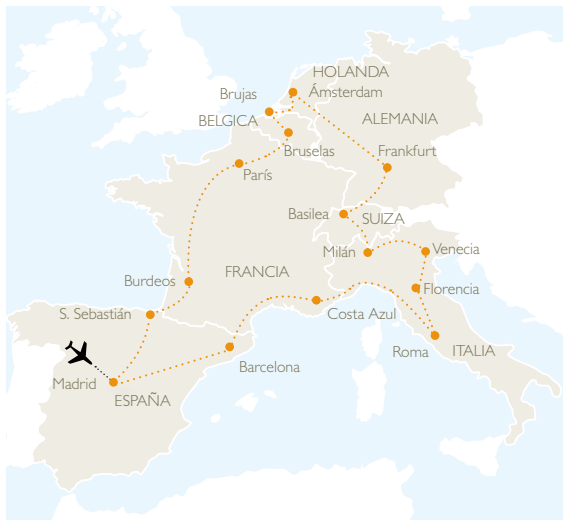 HOLANDA
Ámsterdam
Brujas
BELGICA
ALEMANIA
Bruselas
Frankfurt
París
Basilea
SUIZA
Milán
Venecia
FRANCIA
Burdeos
Florencia
S. Sebastián
Costa Azul
Roma
ITALIA
Barcelona
Madrid
ESPAÑA